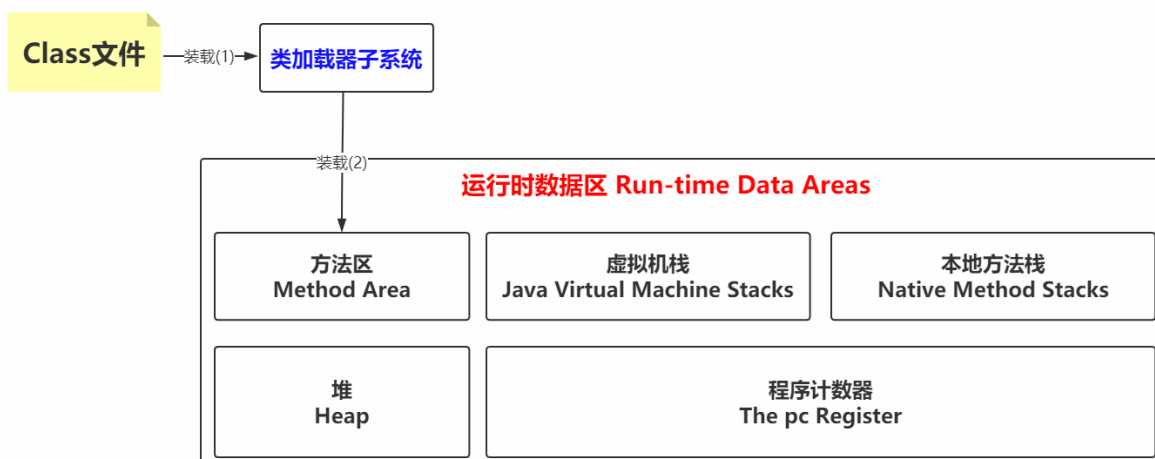 Class文件
装载(1)
类加载器子系统
装载(2)
运行时数据区 Run-time Data Areas
方法区
Method Area
虚拟机栈
Java Virtual Machine Stacks
本地方法栈
Native Method Stacks
堆
Heap
程序计数器
The pc Register